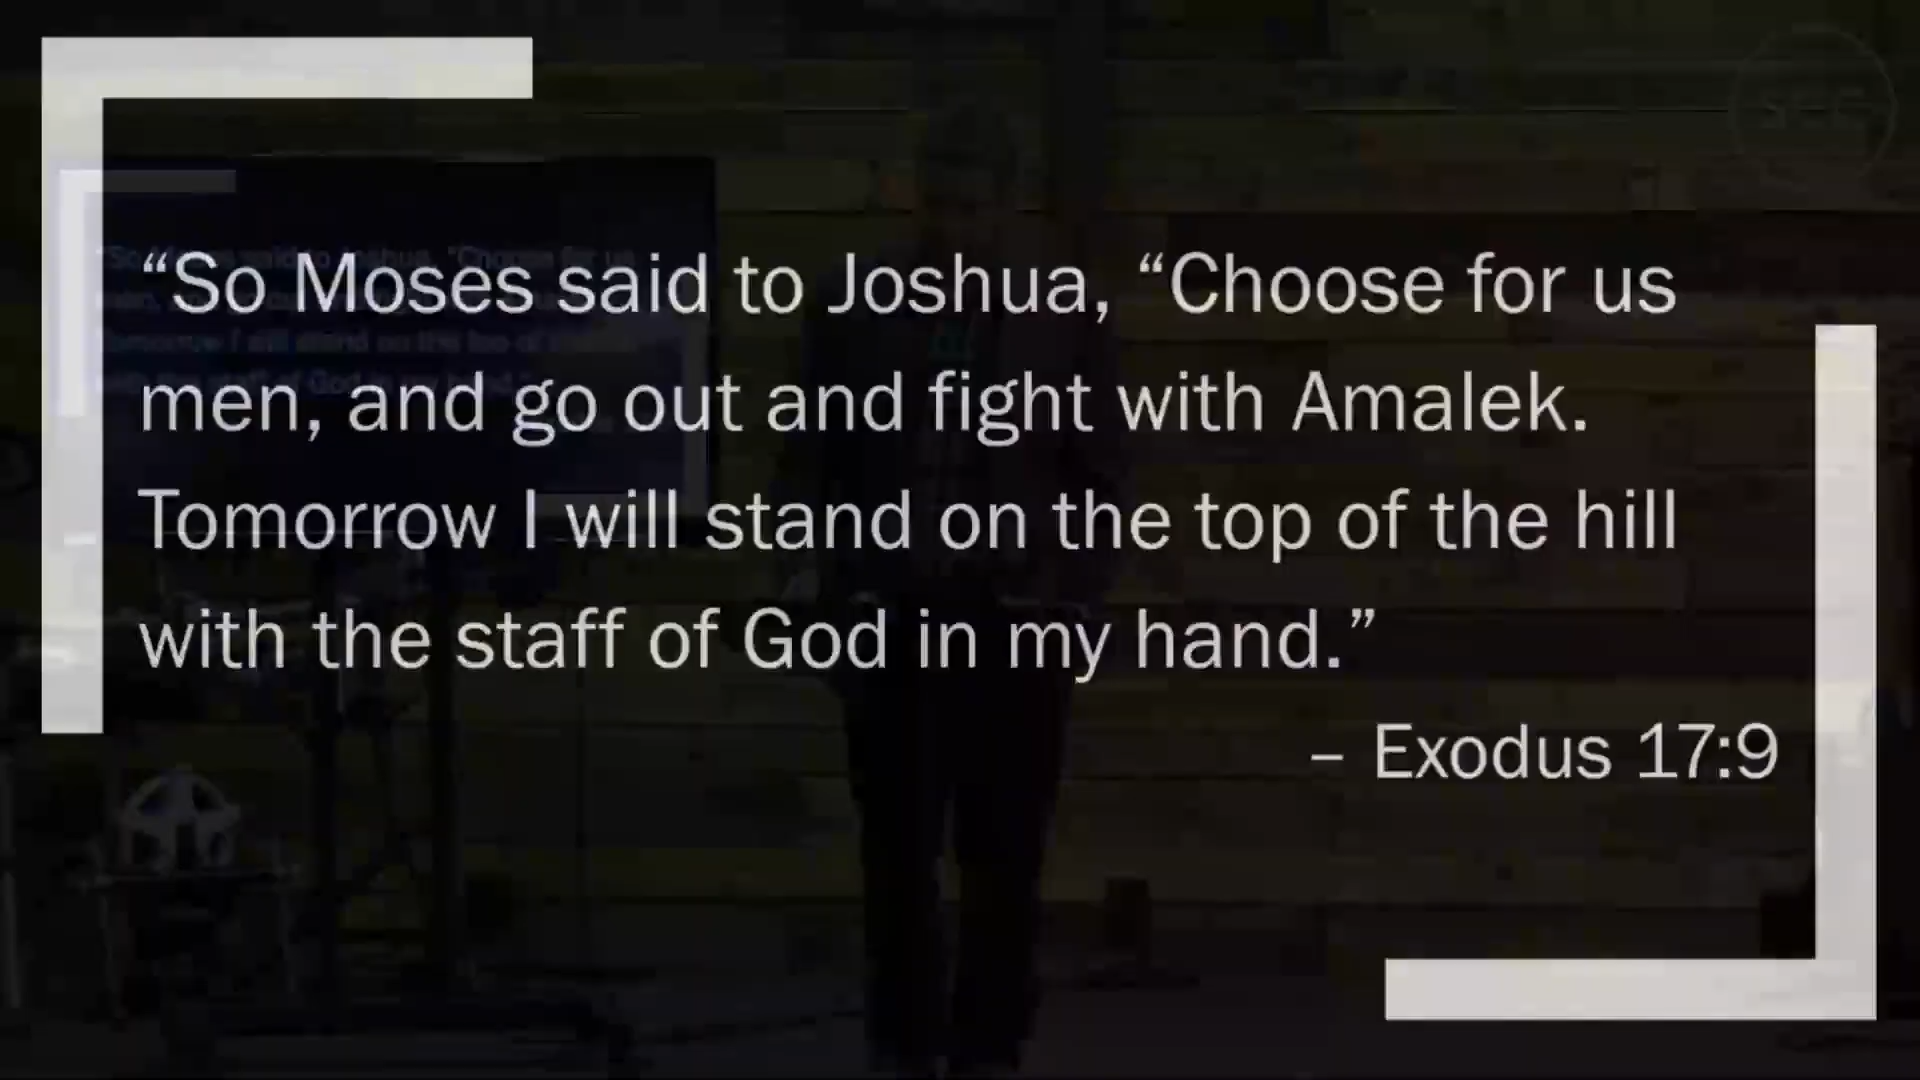 “So Moses said to Joshua, “Choose for us
men, and go out and fight with Amalek.
Tomorrow I will stand on the top of the hill
with the staff of God in my hand.”
– Exodus 17:9